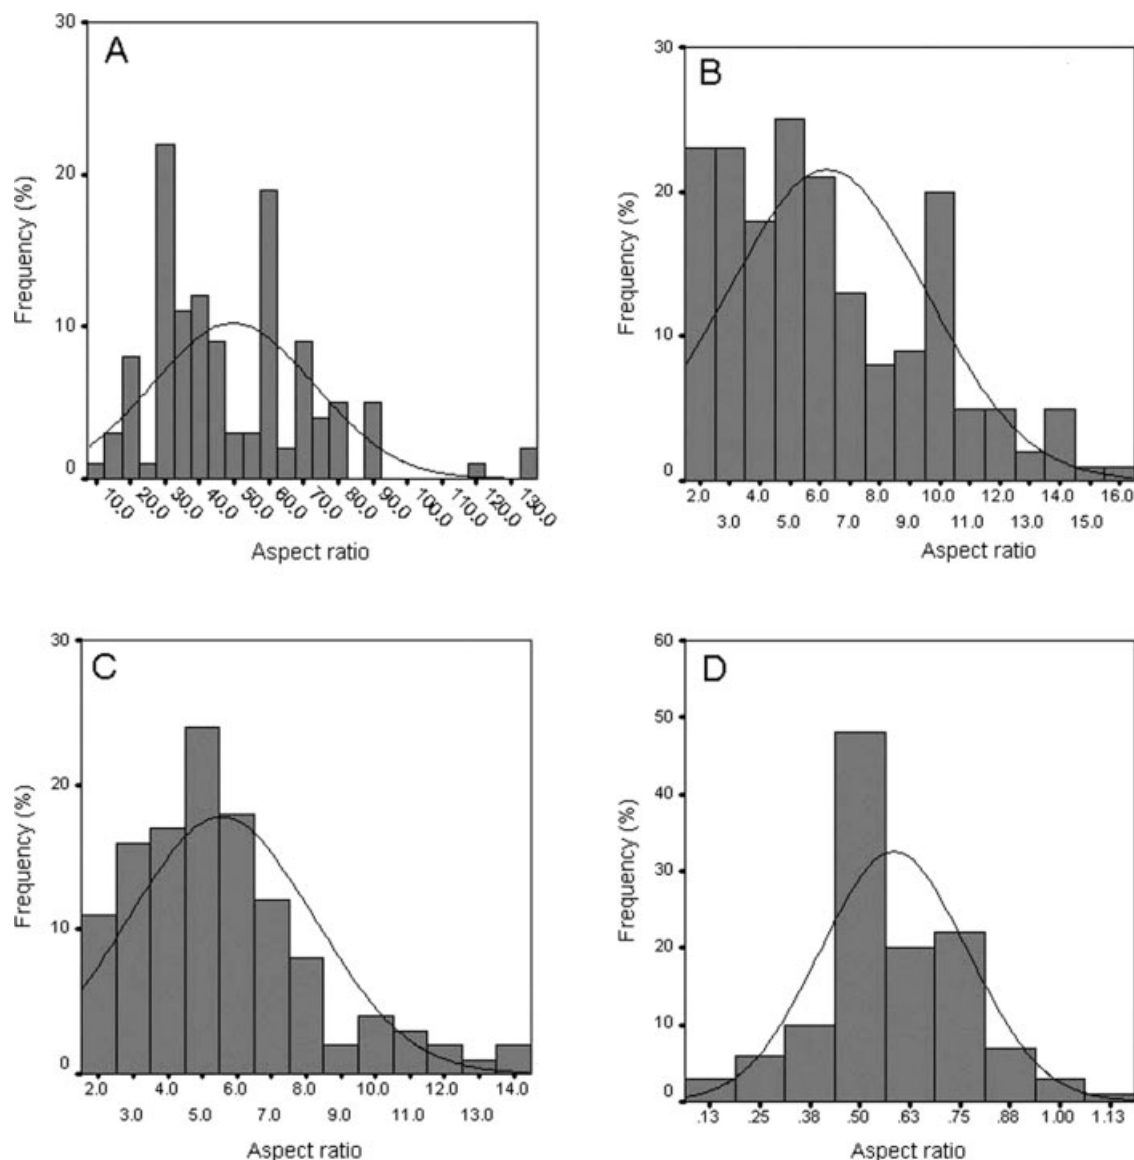 A
Frequency (%)
30
20
10
0
10.0 20.0 30.0 40.0 50.0 60.0 70.0 80.0 90.0 100.0 110.0 120.0 130.0
Aspect ratio
B
Frequency (%)
30
20
10
0
2.0 4.0 6.0 8.0 10.0 12.0 14.0 16.0
3.0 5.0 7.0 9.0 11.0 13.0 15.0
Aspect ratio
C
Frequency (%)
30
20
10
0
2.0 4.0 6.0 8.0 10.0 12.0 14.0
3.0 5.0 7.0 9.0 11.0 13.0
Aspect ratio
D
Frequency (%)
60
50
40
30
20
10
0
.13 .25 .38 .50 .63 .75 .88 1.00 1.13
Aspect ratio